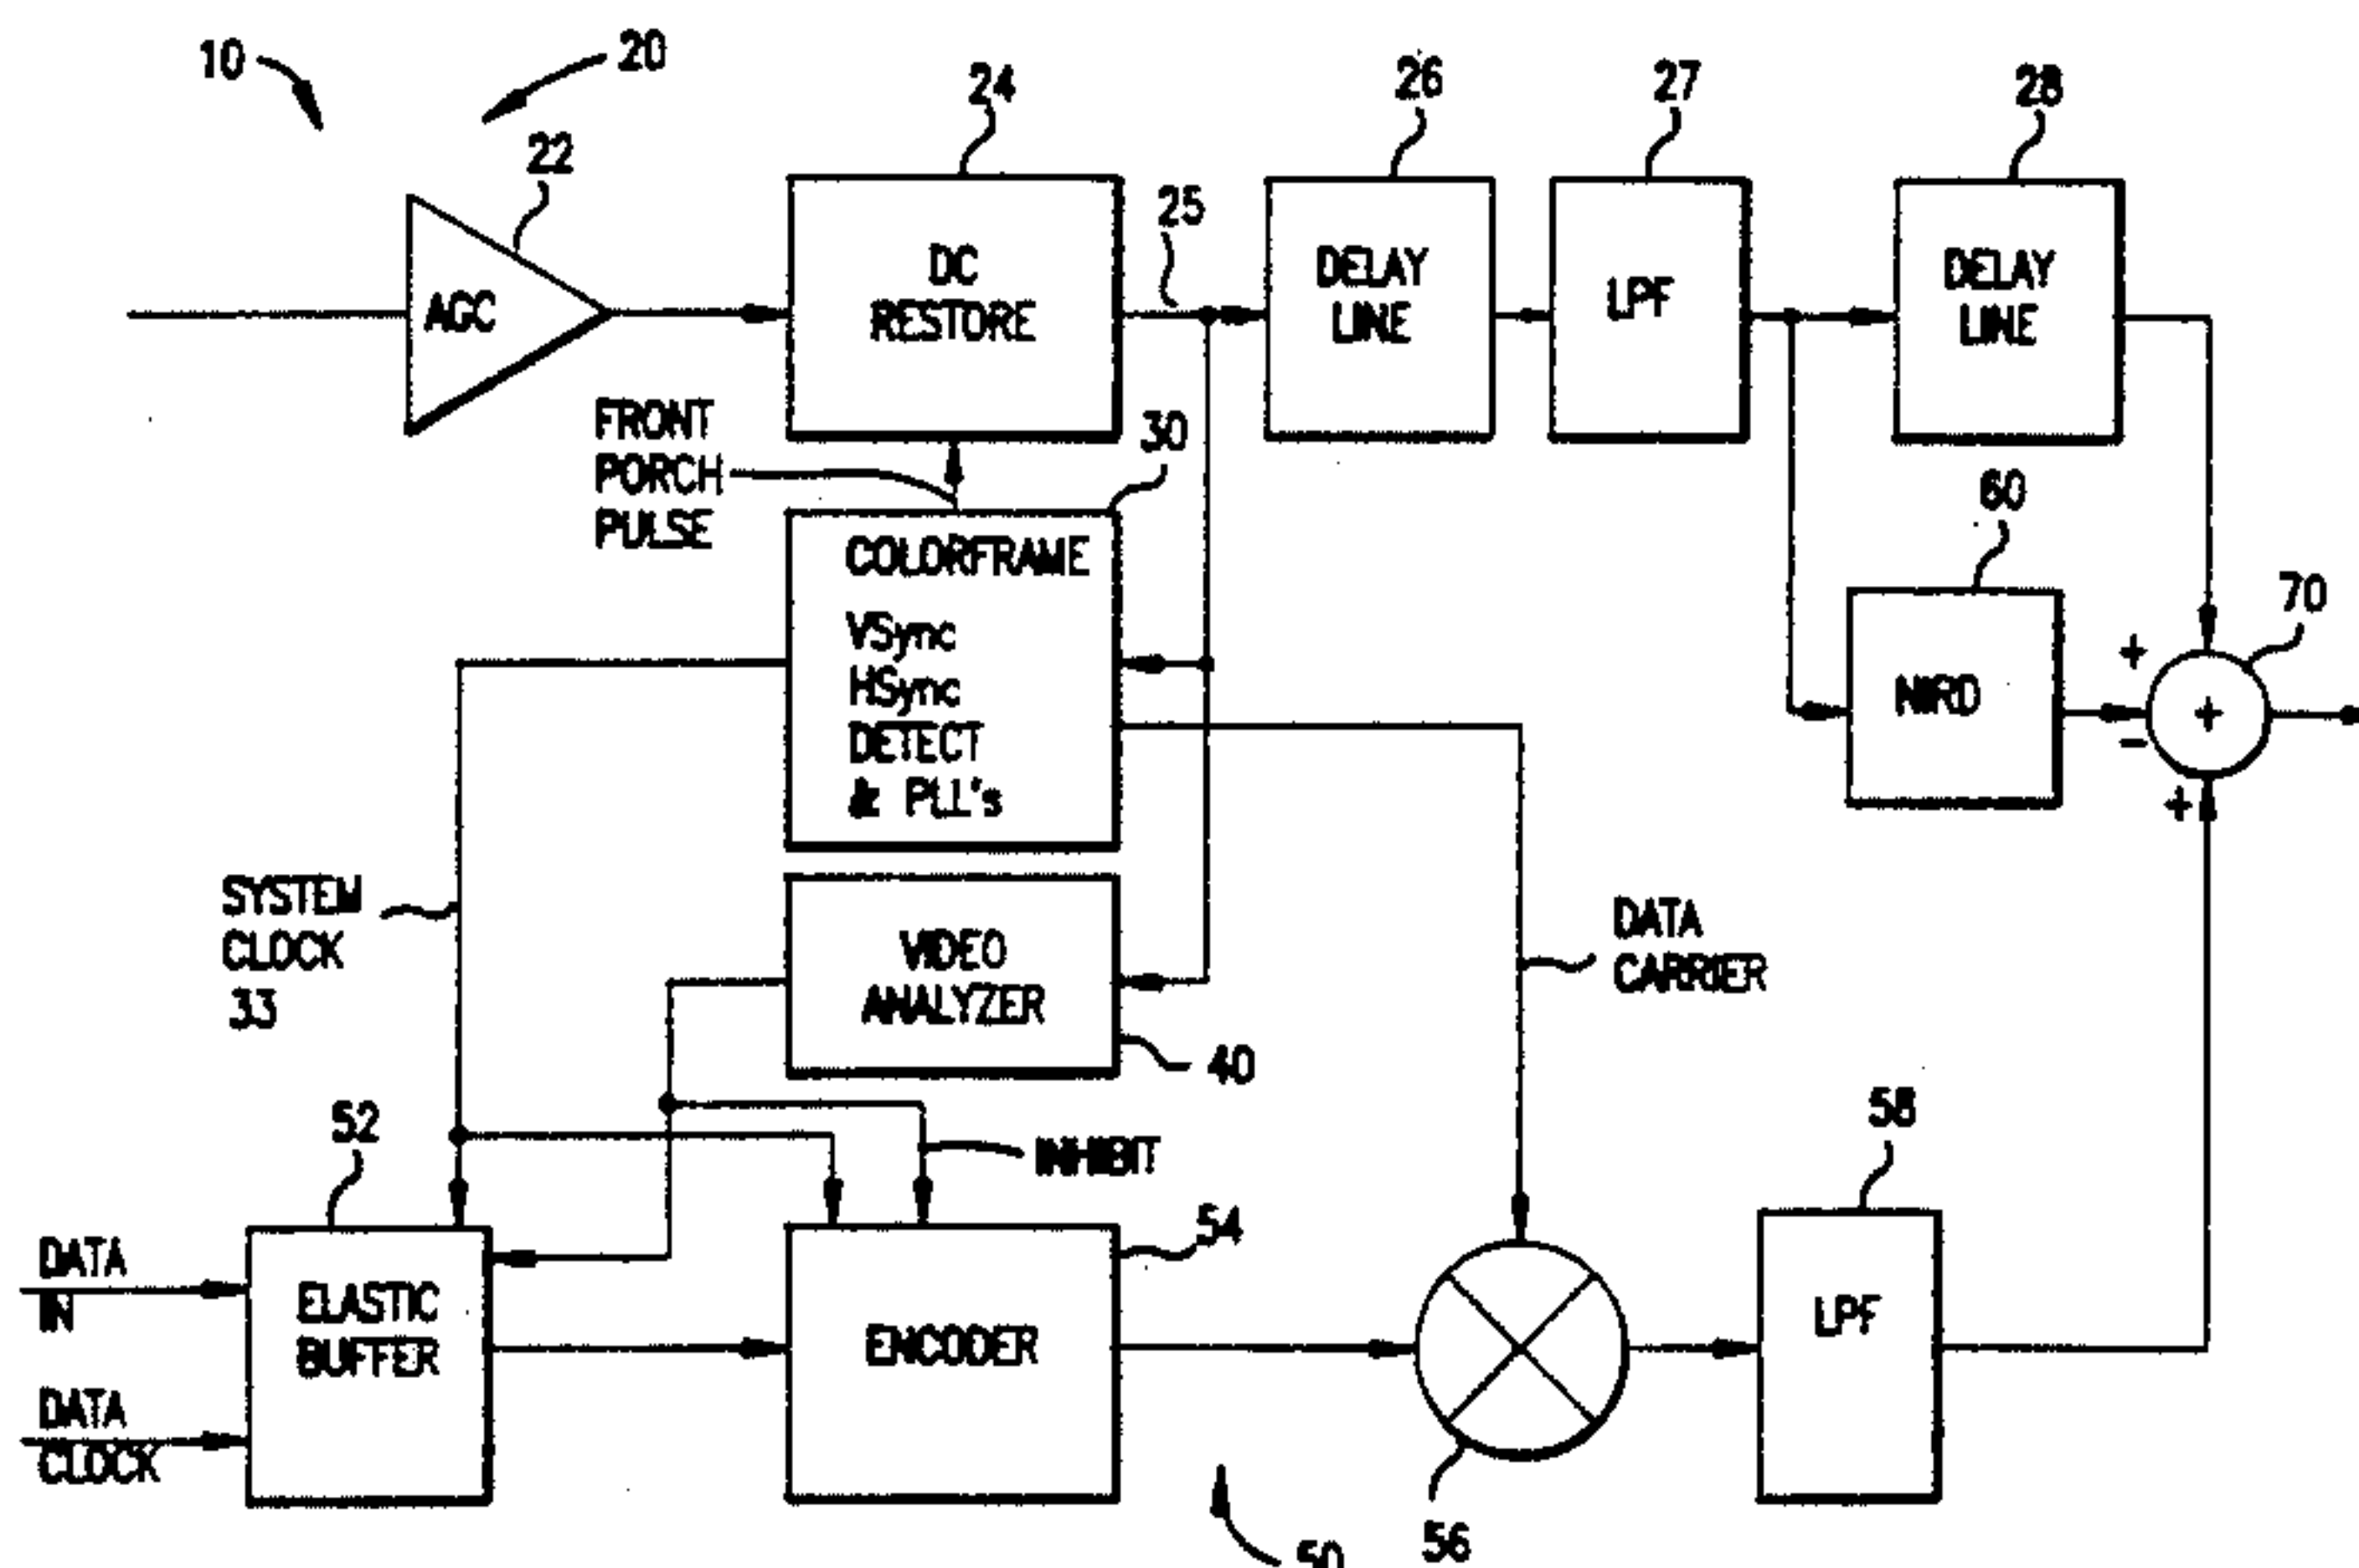 10
20
22
24
25
26
27
28
AGC
DC
RESTORE
DELAY
LINE
LPF
DELAY
LINE
FRONT
PORCH
PULSE
30
COLORFRAME
VSync
HSync
DETECT
& PLL's
60
NIRD
70
+
+
-
+
SYSTEM
CLOCK
33
VIDEO
ANALYZER
40
DATA
CARRIER
52
INHIBIT
54
58
DATA
IN
ELASTIC
BUFFER
ENCODER
LPF
DATA
CLOCK
56
50